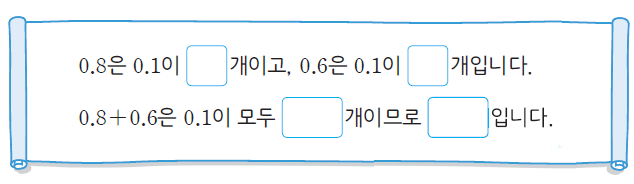 0.8은 0.1이 □개이고, 0.6은 0.1이 □개입니다.
0.8+0.6은 0.1이 모두 □개이므로 □입니다.